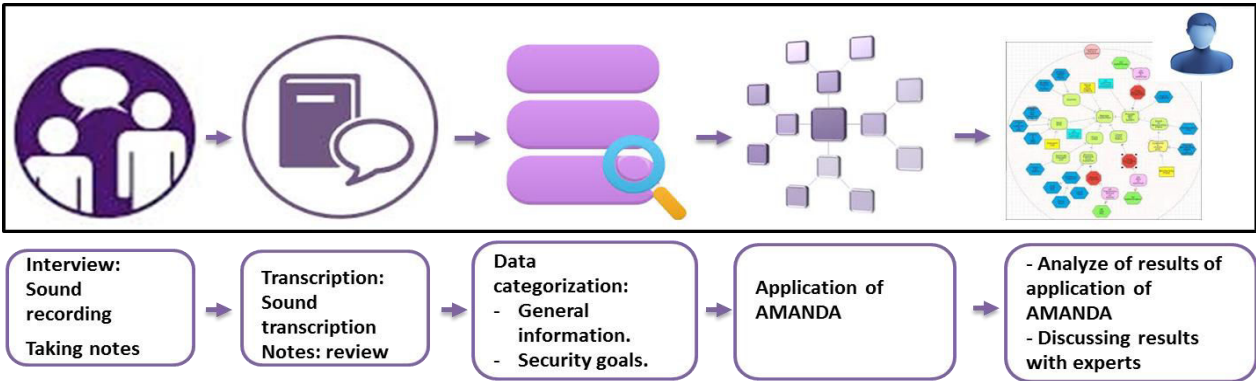 Interview:
Sound
recording
Taking notes
Transcription:
Sound
transcription
Notes: review
Data
categorization:
- General
information.
- Security goals.
Application of
AMANDA
- Analyze of results of
application of
AMANDA
- Discussing results
with experts